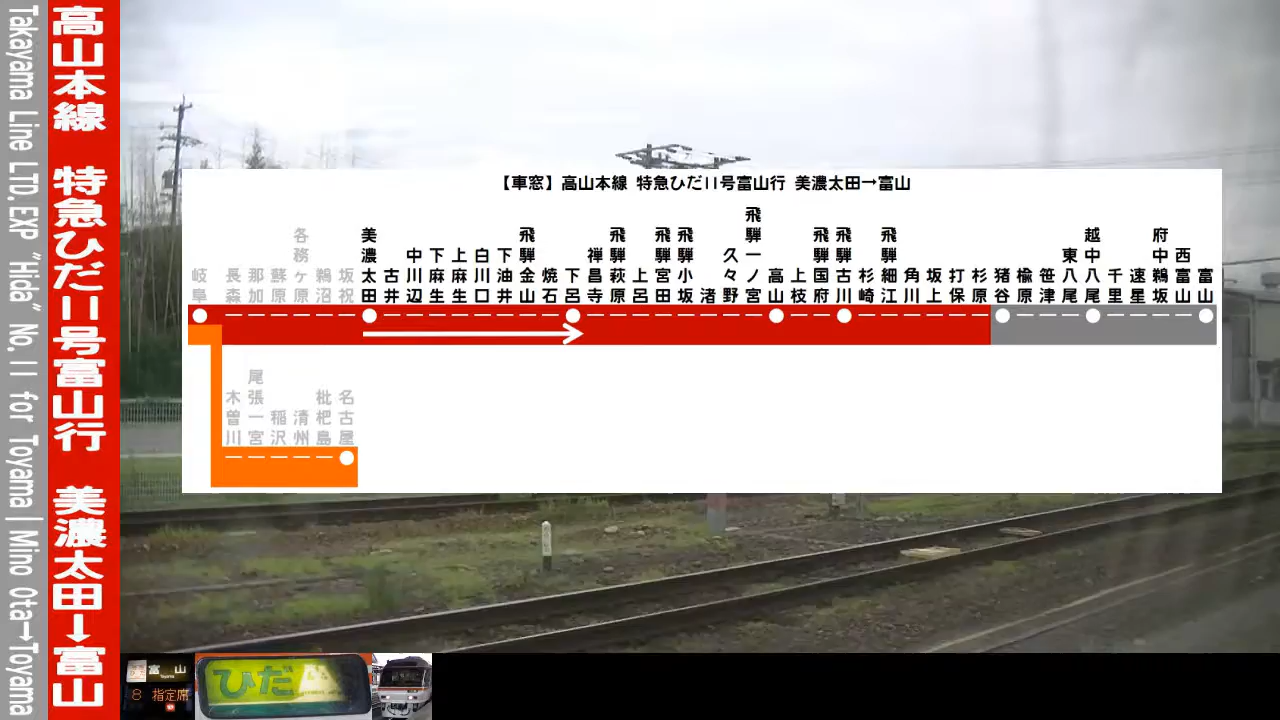 Takayama Line LTD.EXP "Hida" No.11 for Toyama|Mino Ota→Toyama
高山本線 特急ひだ11号富山行 美濃太田→富山
【車窓】高山本線 特急ひだ11号富山行 美濃太田→富山
岐阜
長森
那加
蘇原
各務ヶ原
鵜沼
坂祝
美濃太田
古井
中川辺
下麻生
上麻生
白川口
下油井
飛騨金山
焼石
下呂
禅昌寺
飛騨萩原
上呂
飛騨宮田
飛騨小坂
渚
久々野
飛騨一ノ宮
高山
上枝
飛騨国府
飛騨古川
杉崎
飛騨細江
角川
坂上
打保
杉原
猪谷
楡原
笹津
東八尾
越中八尾
千里
速星
府中鵜坂
西富山
富山
木曽川
尾張一宮
稲沢
清州
枇杷島
名古屋
富山
Toyama
8 指定席
ひだ